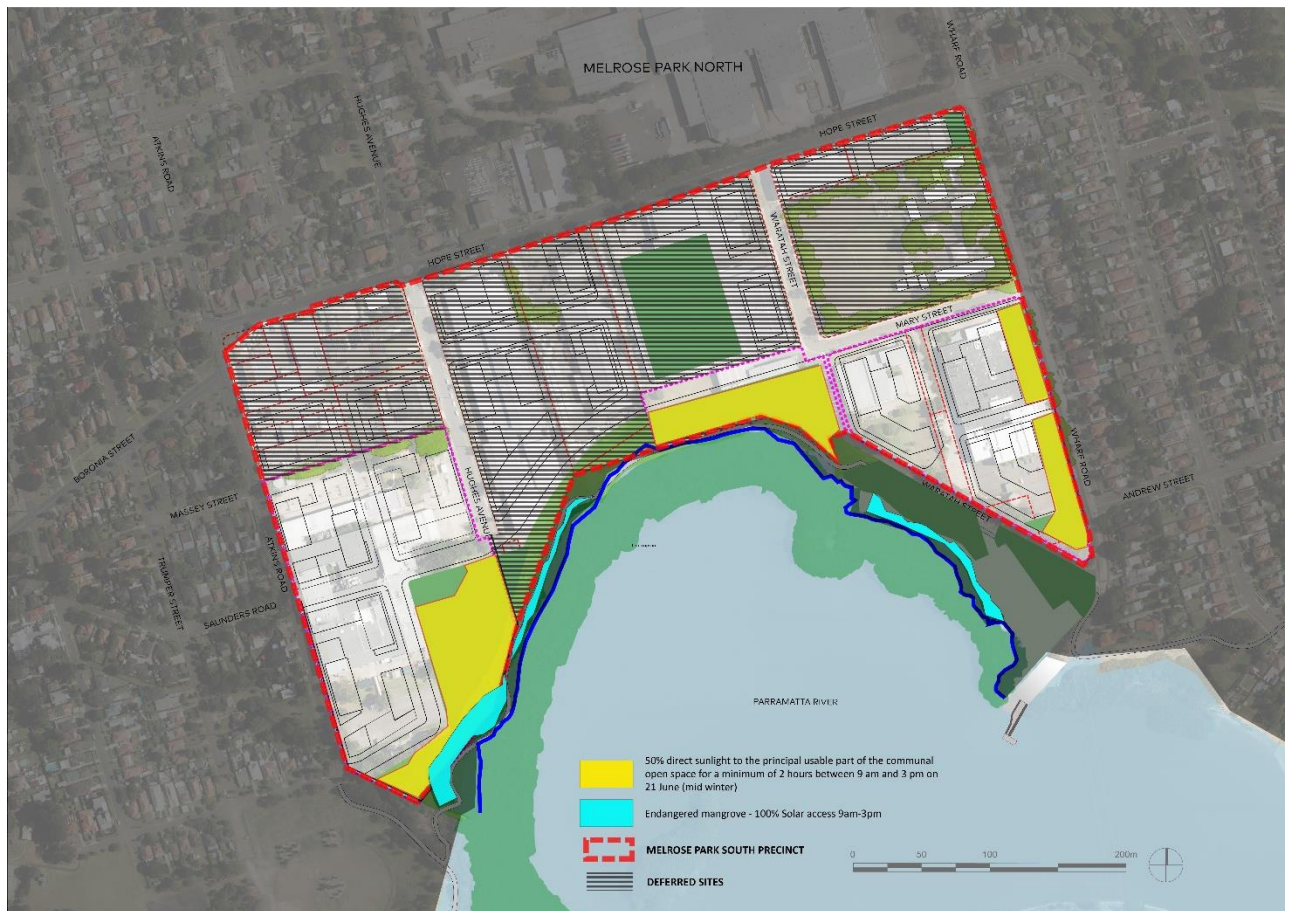 MELROSE PARK NORTH
WHARF ROAD
HUGHES AVENUE
ATKINS ROAD
HOPE STREET
HOPE STREET
WARATAH STREET
MARY STREET
BORONIA STREET
MASSEY STREET
HUGHES AVENUE
WHARF ROAD
ANDREW STREET
WARATAH STREET
ATKINS ROAD
TRUMPER STREET
SAUNDERS ROAD
PARRAMATTA RIVER
50% direct sunlight to the principal usable part of the communal
open space for a minimum of 2 hours between 9 am and 3 pm on
21 June (mid winter)
Endangered mangrove - 100% Solar access 9am-3pm
MELROSE PARK SOUTH PRECINCT
DEFERRED SITES
0 50 100 200m